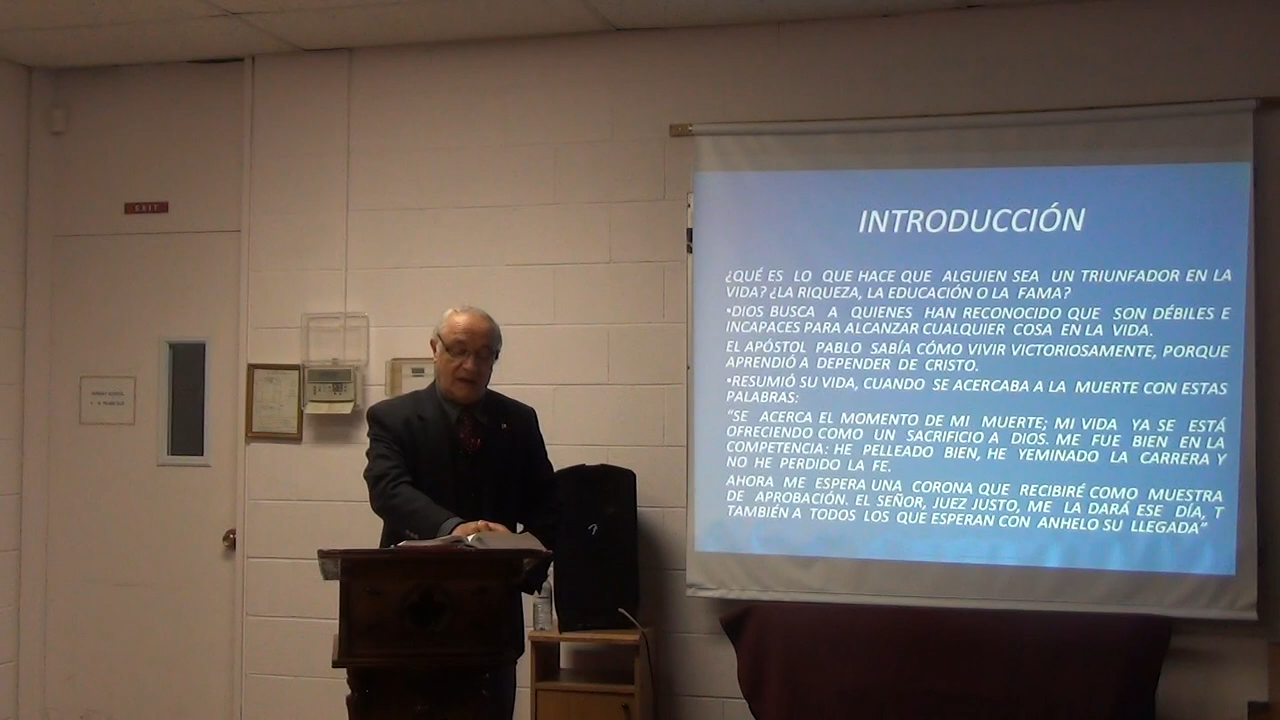 EXIT
INTRODUCCIÓN
¿QUÉ ES LO QUE HACE QUE ALGUIEN SEA UN TRIUNFADOR EN LA
VIDA? ¿LA RIQUEZA, LA EDUCACIÓN O LA FAMA?
•DIOS BUSCA A QUIENES HAN RECONOCIDO QUE SON DÉBILES E
INCAPACES PARA ALCANZAR CUALQUIER COSA EN LA VIDA.
EL APÓSTOL PABLO SABÍA CÓMO VIVIR VICTORIOSAMENTE, PORQUE
APRENDIÓ A DEPENDER DE CRISTO.
•RESUMIÓ SU VIDA, CUANDO SE ACERCABA A LA MUERTE CON ESTAS
PALABRAS:
“SE ACERCA EL MOMENTO DE MI MUERTE; MI VIDA YA SE ESTÁ
OFRECIENDO COMO UN SACRIFICIO A DIOS. ME FUE BIEN EN LA
COMPETENCIA: HE PELLEADO BIEN, HE YEMINADO LA CARRERA Y
NO HE PERDIDO LA FE.
AHORA ME ESPERA UNA CORONA QUE RECIBIRÉ COMO MUESTRA
DE APROBACIÓN. EL SEÑOR, JUEZ JUSTO, ME LA DARÁ ESE DÍA, T
TAMBIÉN A TODOS LOS QUE ESPERAN CON ANHELO SU LLEGADA”